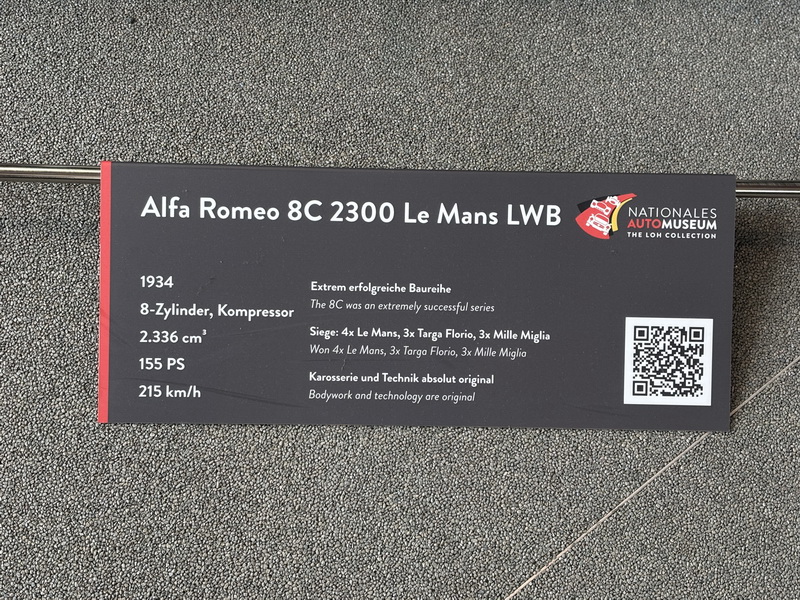 Alfa Romeo 8C 2300 Le Mans LWB
NATIONALES
AUTOMUSEUM
THE LOH COLLECTION
1934
8-Zylinder, Kompressor
2.336 cm³
155 PS
215 km/h
Extrem erfolgreiche Baureihe
The 8C was an extremely successful series
Siege: 4x Le Mans, 3x Targa Florio, 3x Mille Miglia
Won 4x Le Mans, 3x Targa Florio, 3x Mille Miglia
Karosserie und Technik absolut original
Bodywork and technology are original